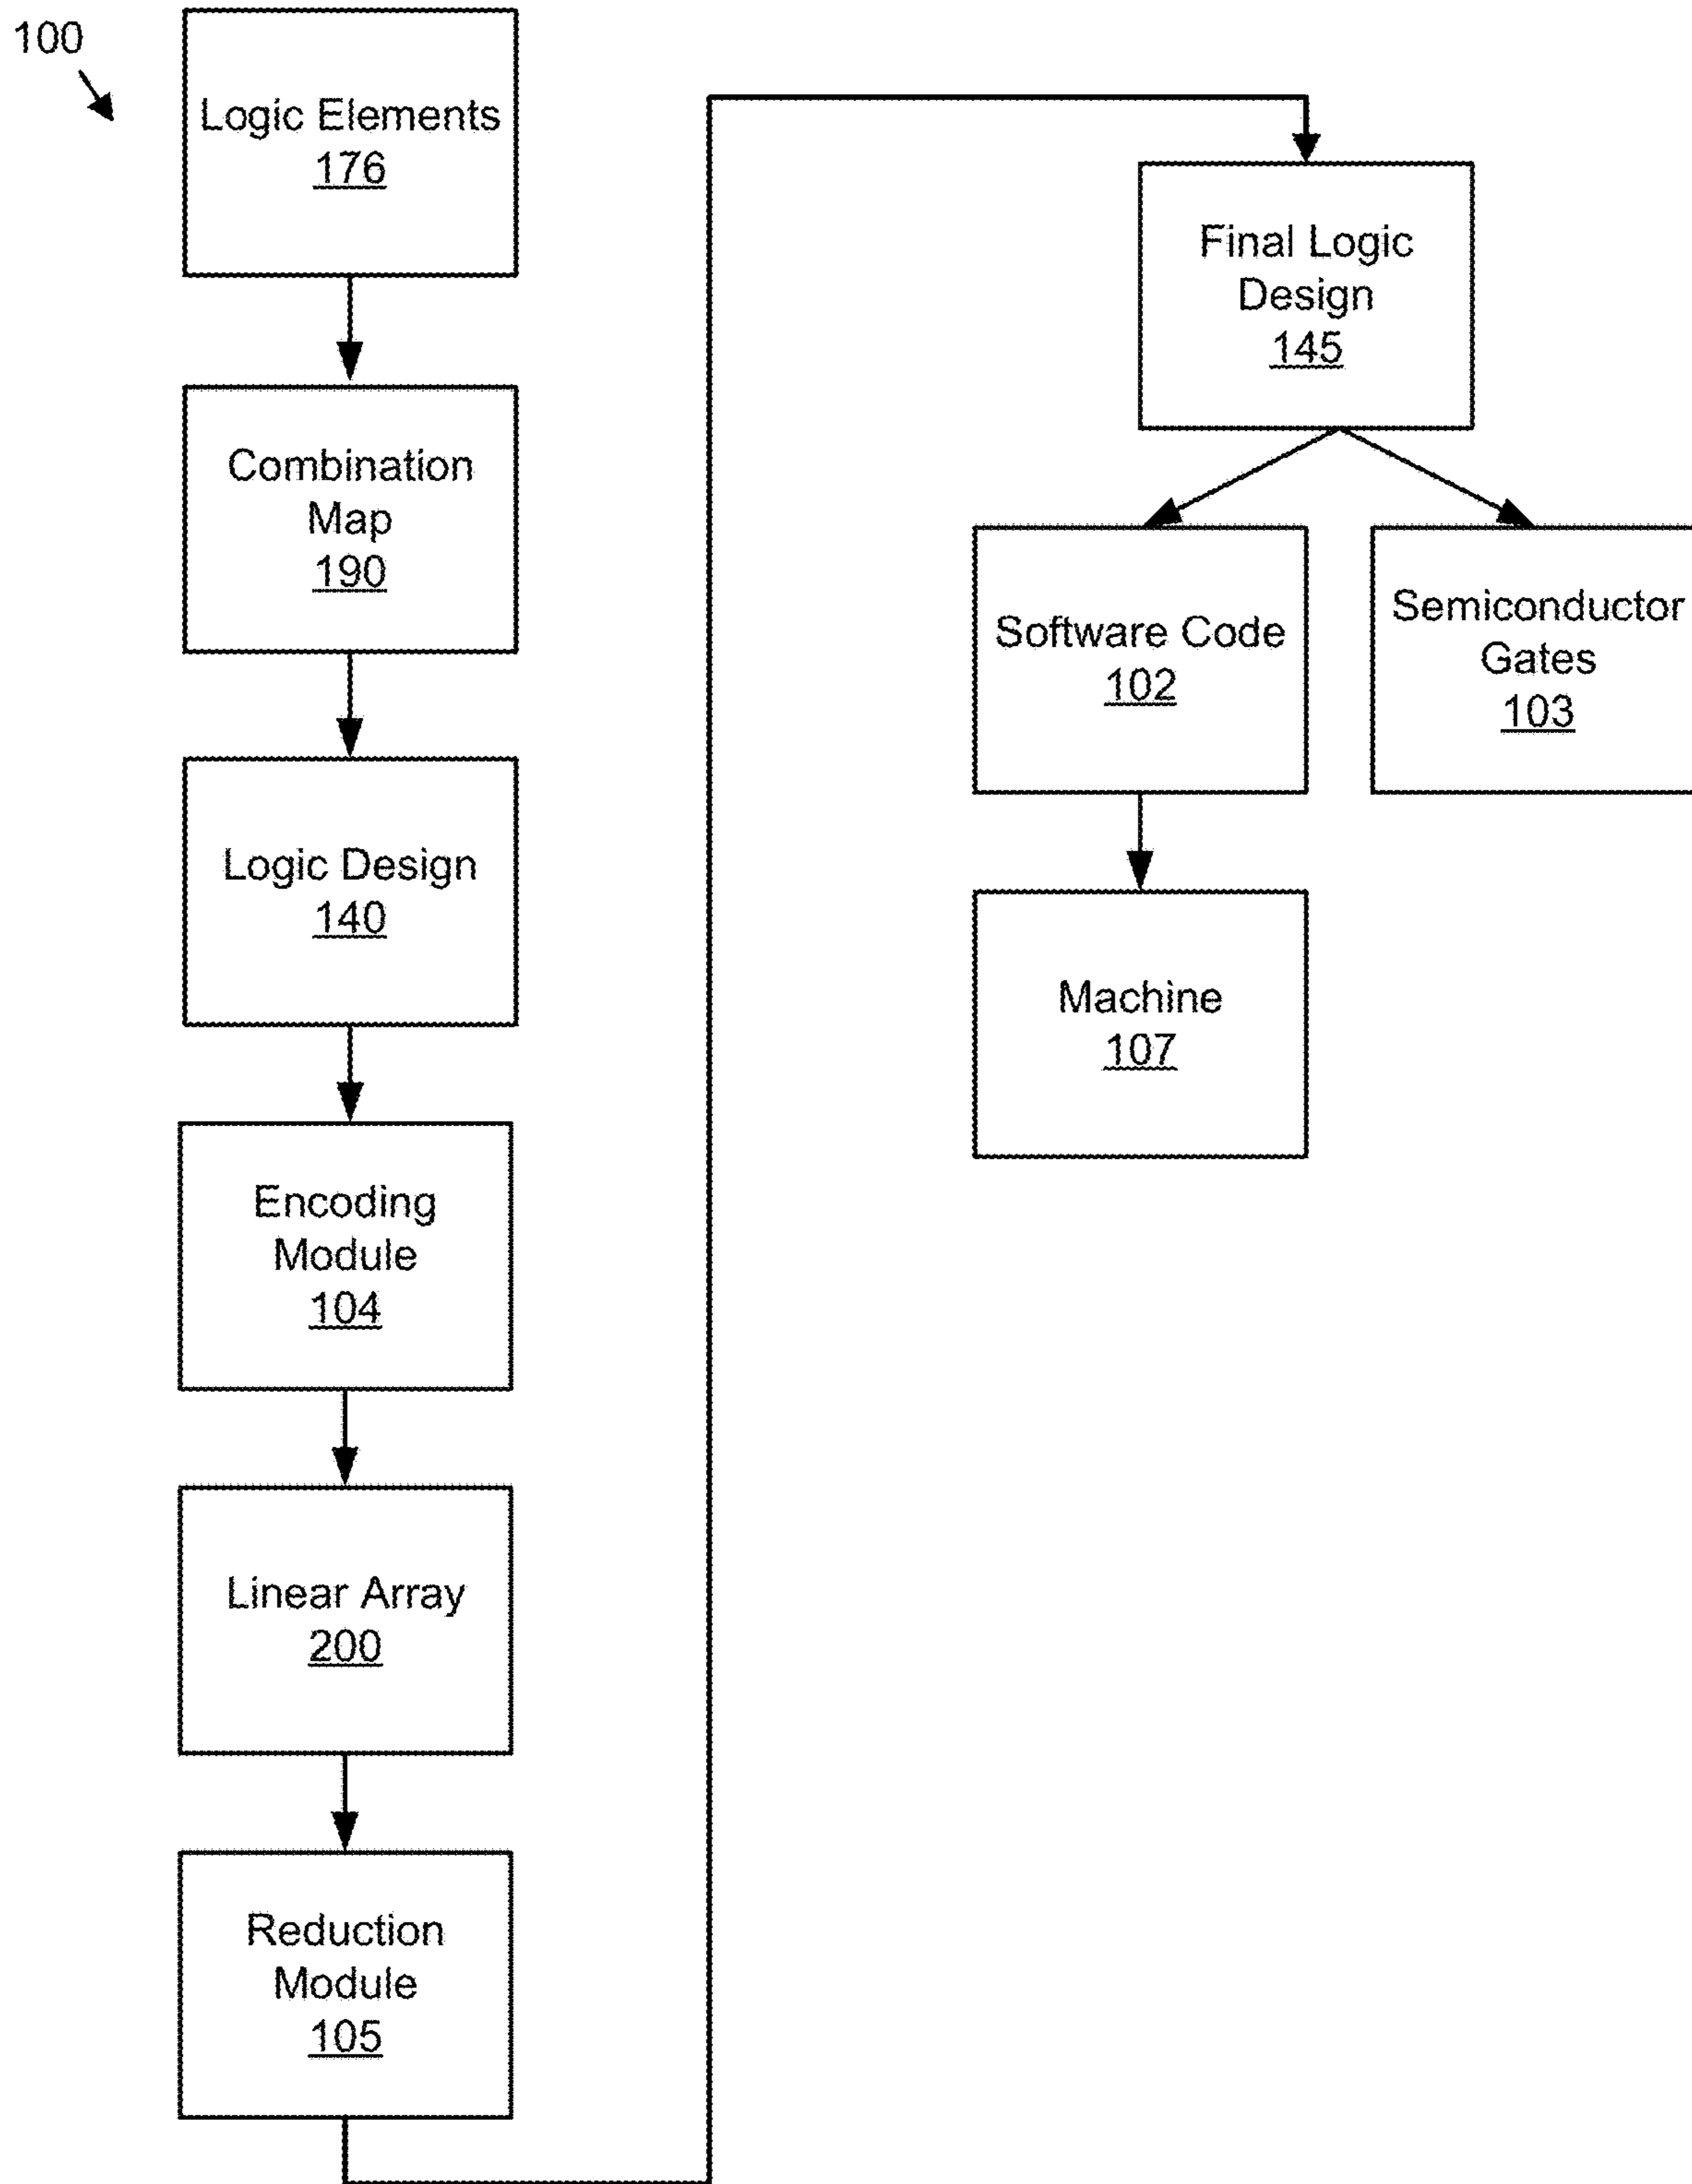 100
Logic Elements
176
Combination
Map
190
Logic Design
140
Encoding
Module
104
Linear Array
200
Reduction
Module
105
Final Logic
Design
145
Software Code
102
Semiconductor
Gates
103
Machine
107